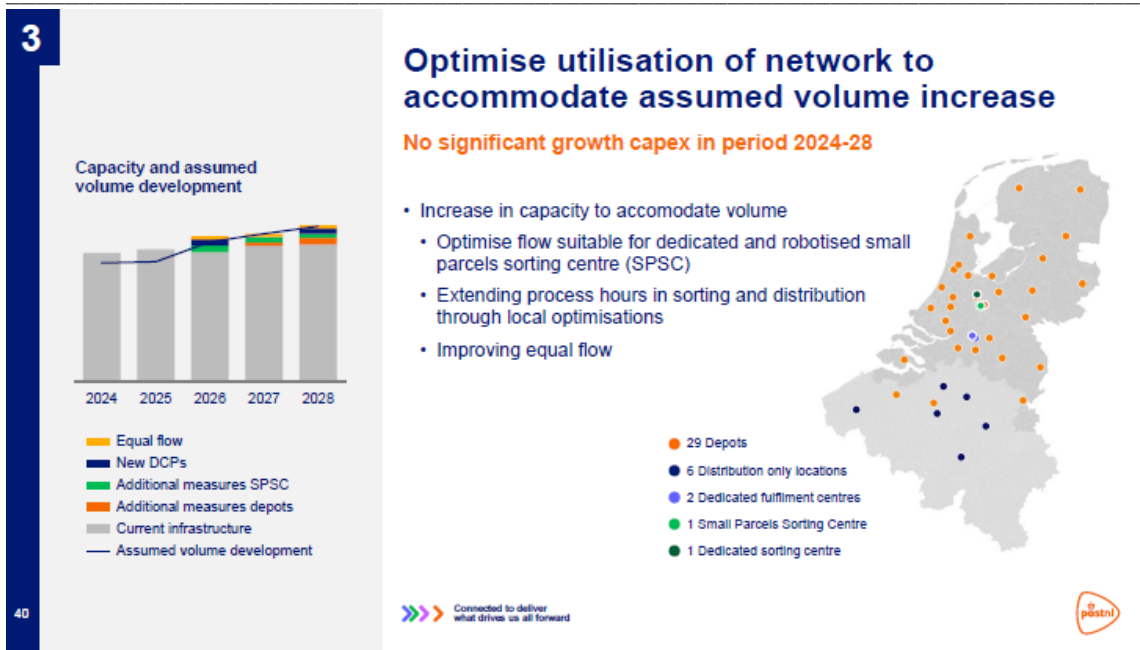 3
Optimise utilisation of network to
accommodate assumed volume increase
No significant growth capex in period 2024-28
Capacity and assumed
volume development
2024 2025 2026 2027 2028
Equal flow
New DCPs
Additional measures SPSC
Additional measures depots
Current infrastructure
Assumed volume development
• Increase in capacity to accomodate volume
• Optimise flow suitable for dedicated and robotised small
parcels sorting centre (SPSC)
• Extending process hours in sorting and distribution
through local optimisations
• Improving equal flow
29 Depots
6 Distribution only locations
2 Dedicated fulfilment centres
1 Small Parcels Sorting Centre
1 Dedicated sorting centre
40
Connected to deliver
what drives us all forward
postnl